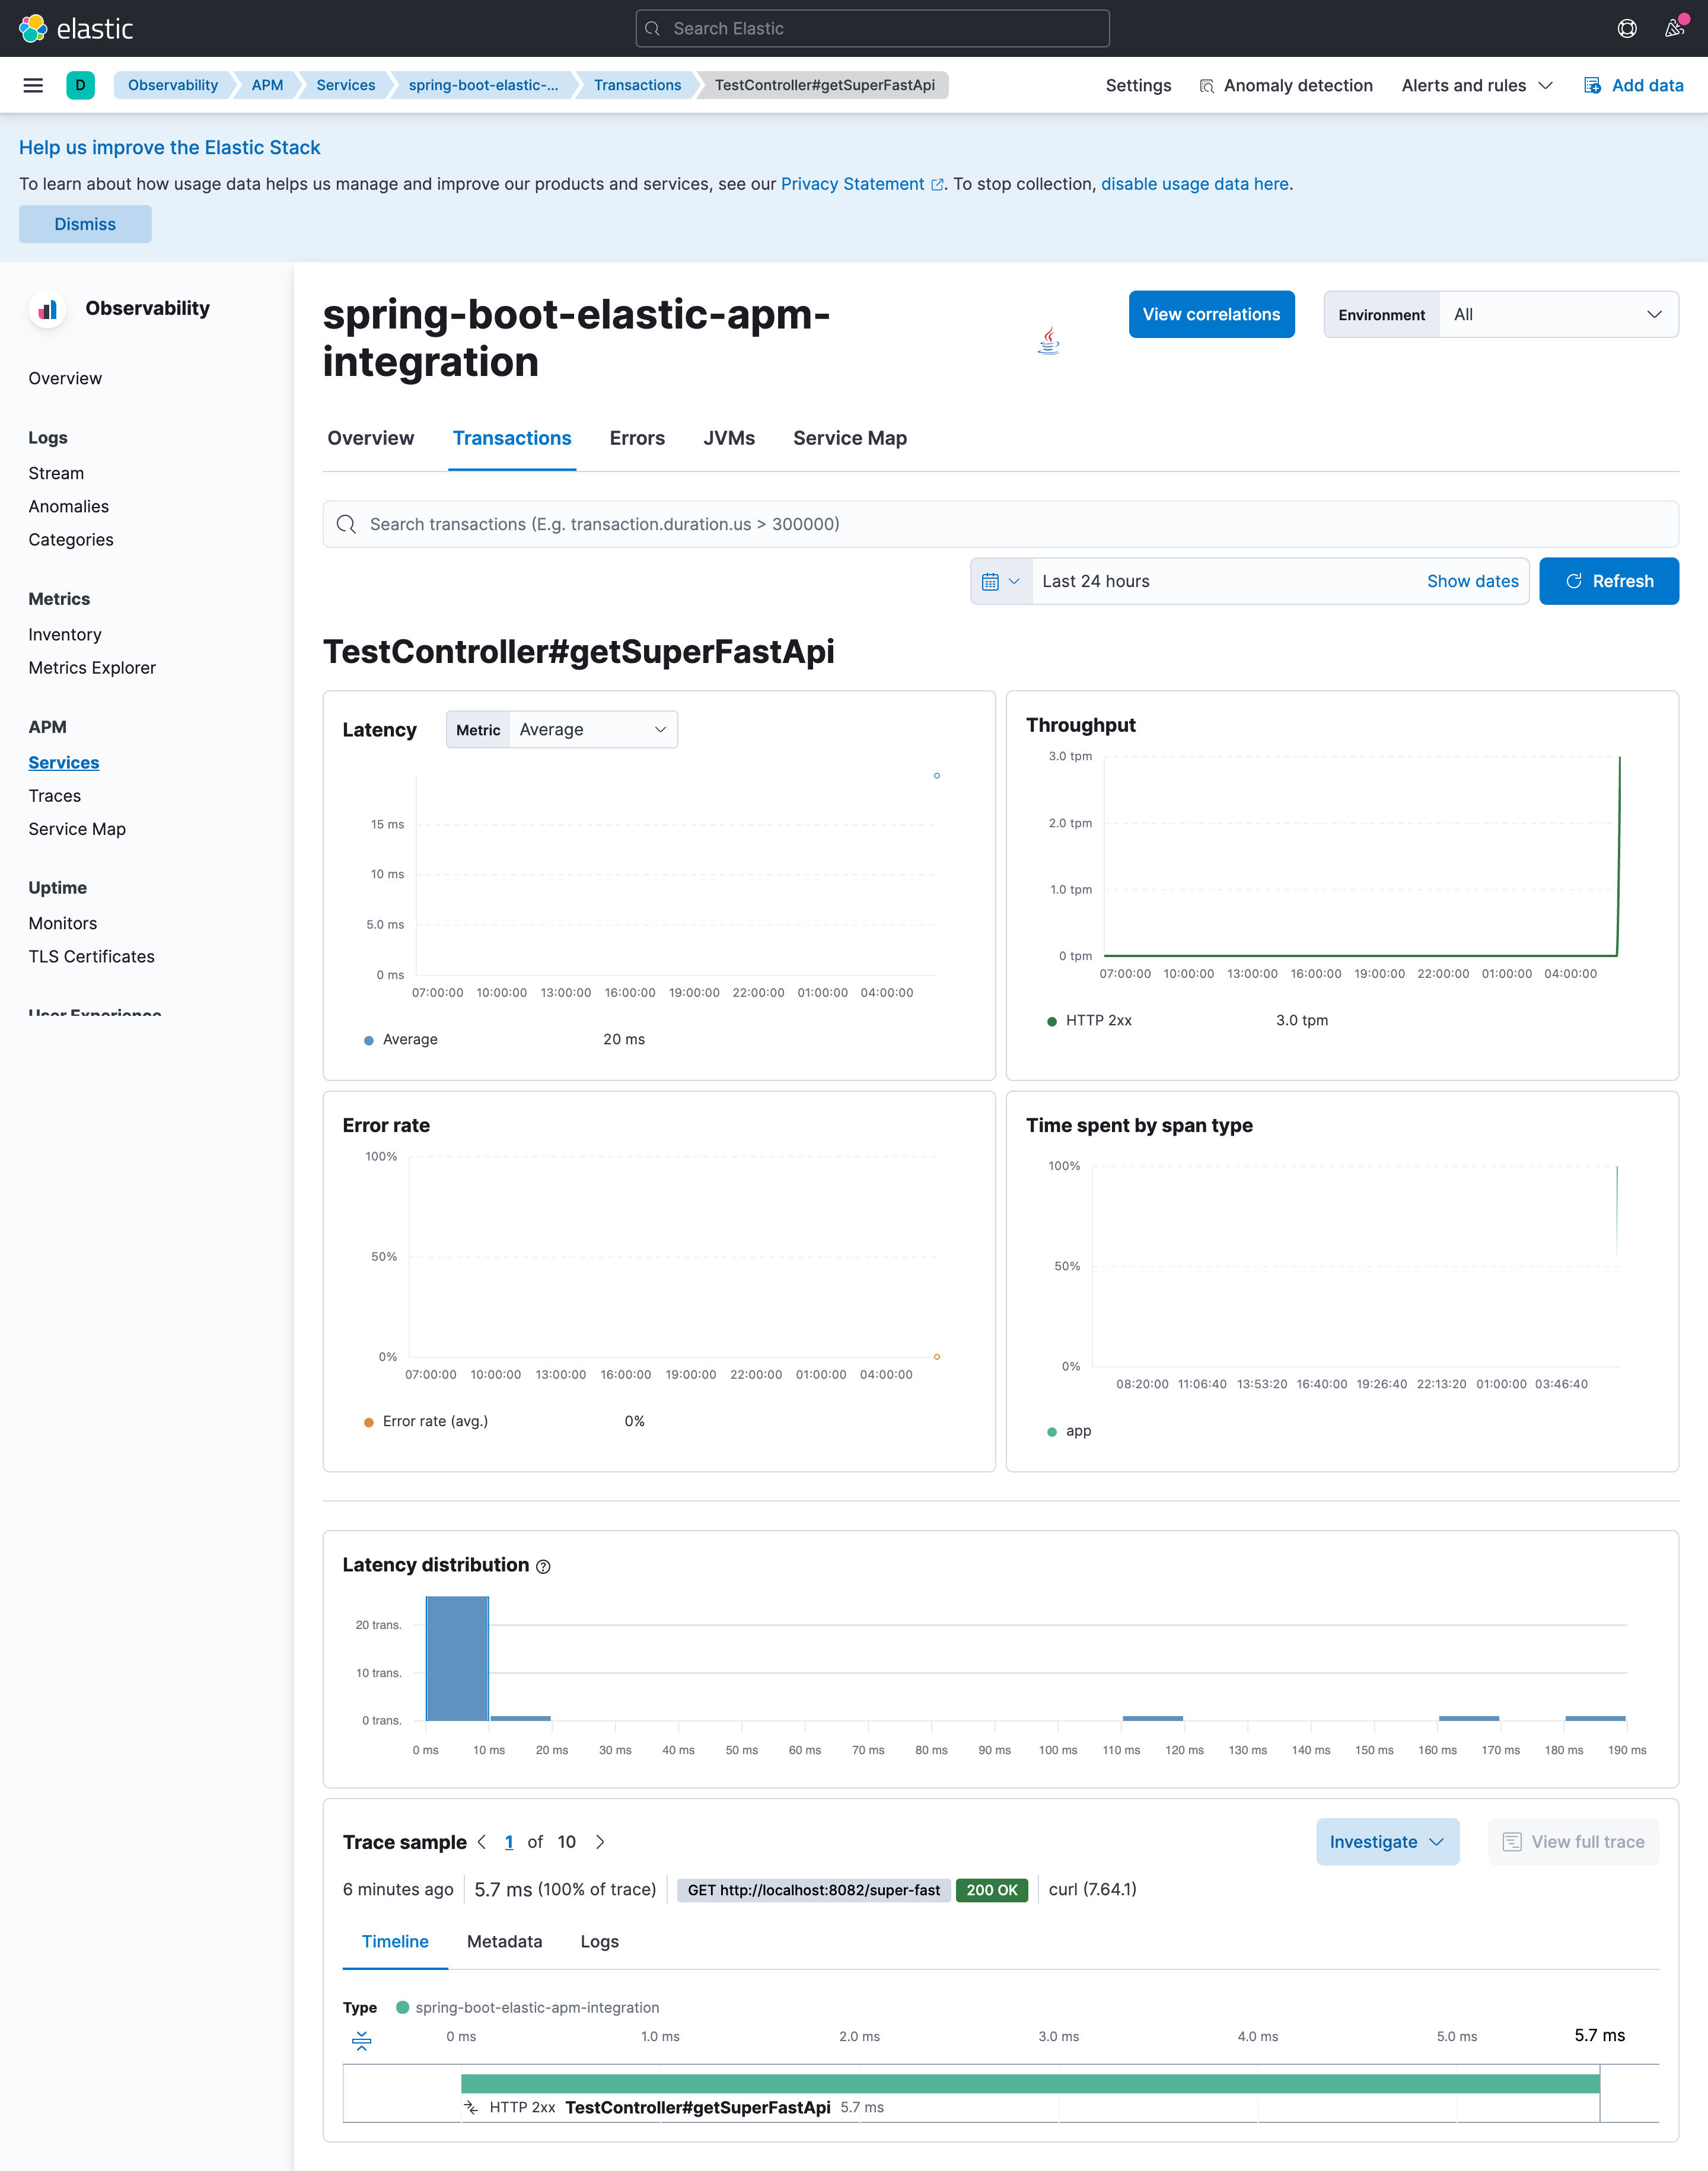 elastic
Search Elastic
D
Observability
APM
Services
spring-boot-elastic-...
Transactions
TestController#getSuperFastApi
Settings
Anomaly detection
Alerts and rules
Add data
Help us improve the Elastic Stack
To learn about how usage data helps us manage and improve our products and services, see our Privacy Statement . To stop collection, disable usage data here.
Dismiss
Observability
Overview
Logs
Stream
Anomalies
Categories
Metrics
Inventory
Metrics Explorer
APM
Services
Traces
Service Map
Uptime
Monitors
TLS Certificates
User Experience
spring-boot-elastic-apm-
integration
View correlations
Environment All
Overview
Transactions
Errors
JVMs
Service Map
Search transactions (E.g. transaction.duration.us > 300000)
Last 24 hours
Show dates
Refresh
TestController#getSuperFastApi
Latency
Metric Average
15 ms
10 ms
5.0 ms
0 ms
07:00:00 10:00:00 13:00:00 16:00:00 19:00:00 22:00:00 01:00:00 04:00:00
Average 20 ms
Throughput
3.0 tpm
2.0 tpm
1.0 tpm
0 tpm
07:00:00 10:00:00 13:00:00 16:00:00 19:00:00 22:00:00 01:00:00 04:00:00
HTTP 2xx 3.0 tpm
Error rate
100%
50%
0%
07:00:00 10:00:00 13:00:00 16:00:00 19:00:00 22:00:00 01:00:00 04:00:00
Error rate (avg.) 0%
Time spent by span type
100%
50%
0%
08:20:00 11:06:40 13:53:20 16:40:00 19:26:40 22:13:20 01:00:00 03:46:40
app
Latency distribution
20 trans.
10 trans.
0 trans.
0 ms 10 ms 20 ms 30 ms 40 ms 50 ms 60 ms 70 ms 80 ms 90 ms 100 ms 110 ms 120 ms 130 ms 140 ms 150 ms 160 ms 170 ms 180 ms 190 ms
Trace sample 1 of 10
Investigate
View full trace
6 minutes ago 5.7 ms (100% of trace) GET http://localhost:8082/super-fast 200 OK curl (7.64.1)
Timeline Metadata Logs
Type spring-boot-elastic-apm-integration
0 ms 1.0 ms 2.0 ms 3.0 ms 4.0 ms 5.0 ms 5.7 ms
HTTP 2xx TestController#getSuperFastApi 5.7 ms